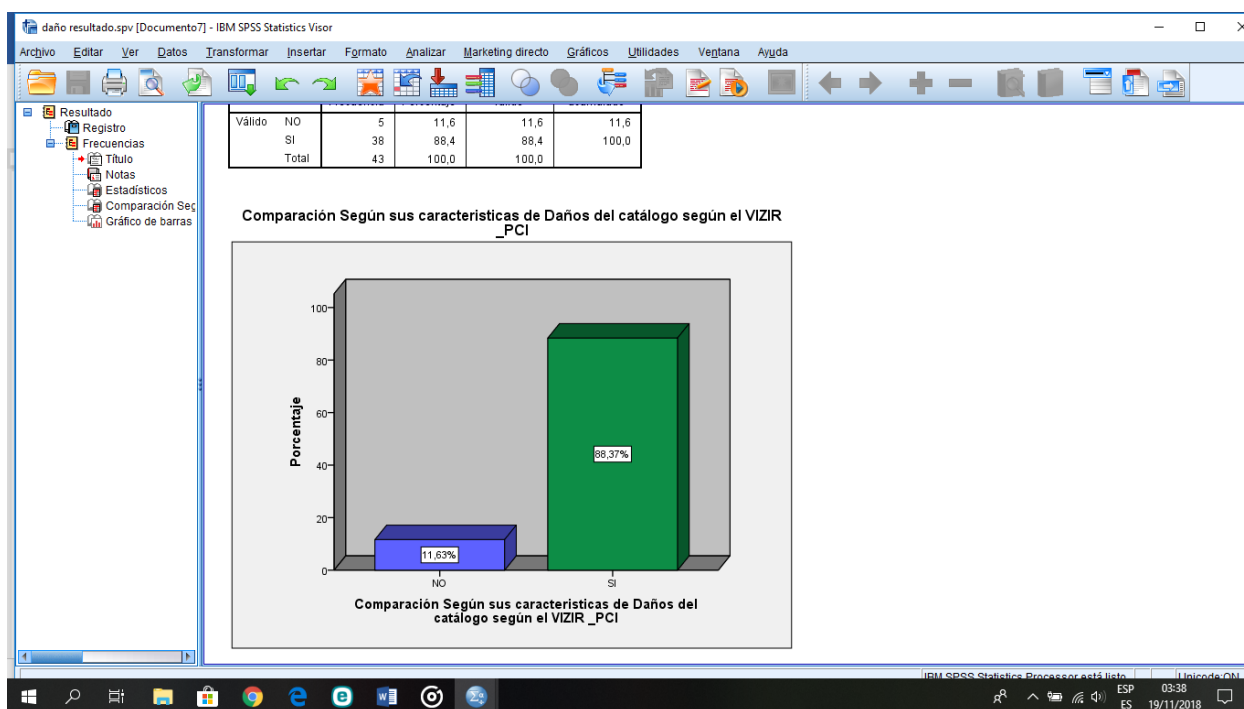 daño resultado.spv [Documento7] - IBM SPSS Statistics Visor
Archivo Editar Ver Datos Transformar Insertar Formato Analizar Marketing directo Gráficos Utilidades Ventana Ayuda
Resultado
Registro
Frecuencias
Título
Notas
Estadísticos
Comparación Seg
Gráfico de barras
Válido NO 5 11,6 11,6 11,6
SI 38 88,4 88,4 100,0
Total 43 100,0 100,0
Comparación Según sus caracteristicas de Daños del catálogo según el VIZIR
_PCI
Porcentaje
100
80
60
40
20
0
88,37%
11,63%
NO SI
Comparación Según sus caracteristicas de Daños del
catálogo según el VIZIR _PCI
IBM SPSS Statistics Processor está listo Unicode:ON
ESP 03:38
ES 19/11/2018